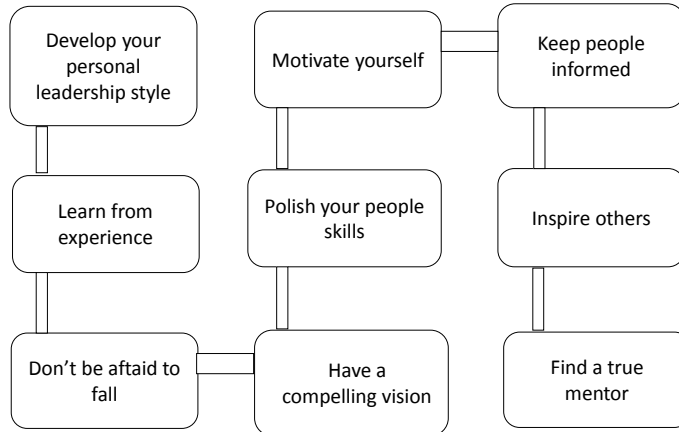 Develop your
personal
leadership style
Learn from
experience
Don’t be aftaid to
fall
Have a
compelling vision
Polish your people
skills
Motivate yourself
Keep people
informed
Inspire others
Find a true
mentor